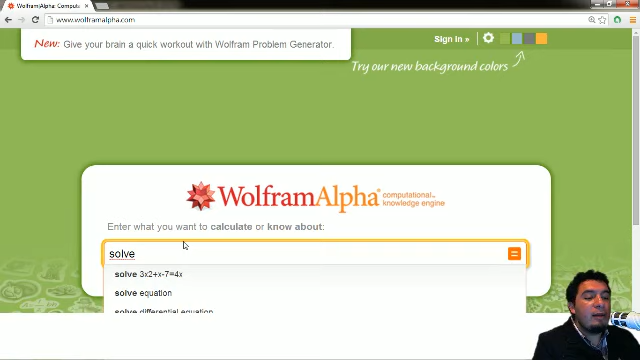 Wolfram|Alpha: Computa
www.wolframalpha.com
New: Give your brain a quick workout with Wolfram Problem Generator.
Sign in »
Try our new background colors
WolframAlpha computational knowledge engine
Enter what you want to calculate or know about:
solve
solve 3x2+x-7=4x
solve equation
solve differential equation